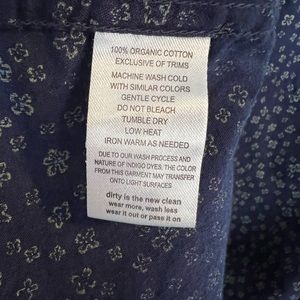 100% ORGANIC COTTON
EXCLUSIVE OF TRIMS
MACHINE WASH COLD
WITH SIMILAR COLORS
GENTLE CYCLE
DO NOT BLEACH
TUMBLE DRY
LOW HEAT
IRON WARM AS NEEDED
DUE TO OUR WASH PROCESS AND
NATURE OF INDIGO DYES, THE COLOR
FROM THIS GARMENT MAY TRANSFER
ONTO LIGHT SURFACES
dirty is the new clean
wear more, wash less
wear it out or pass it on